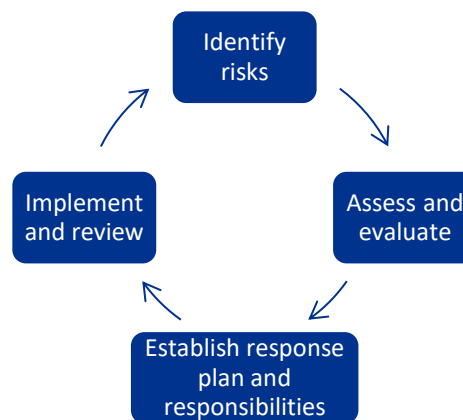 Identify
risks
Assess and
evaluate
Establish response
plan and
responsibilities
Implement
and review